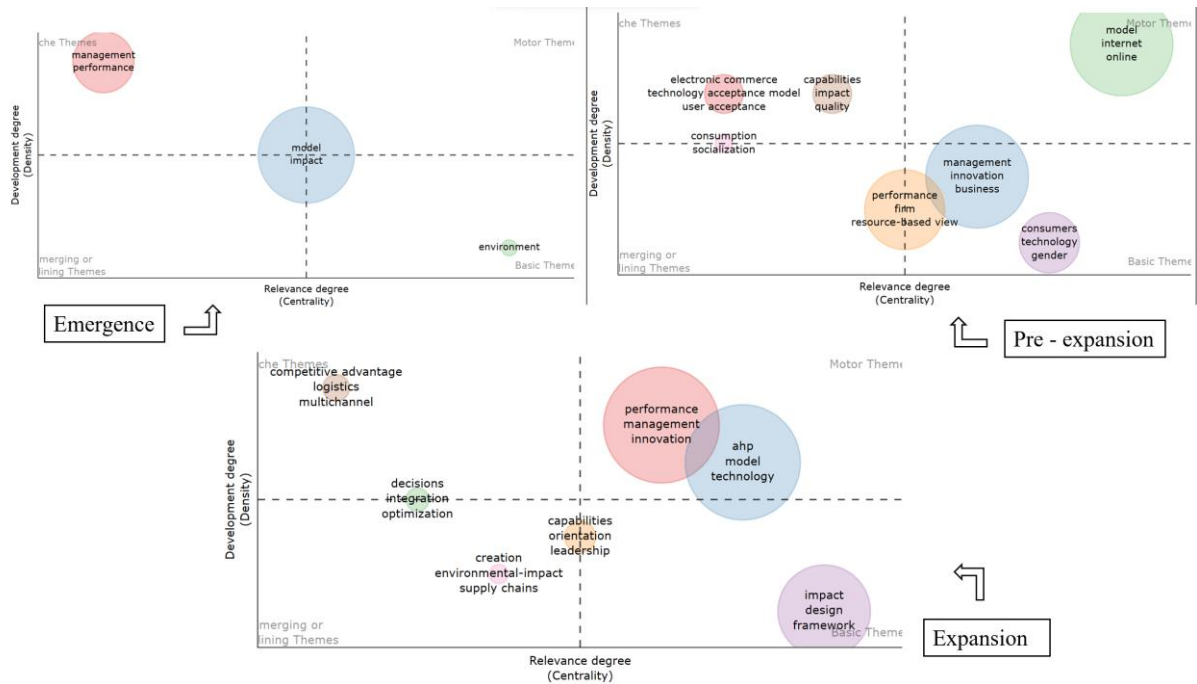 che Themes
Motor Theme
management
performance
model
impact
environment
merging or
lining Themes
Basic Theme
Development degree
(Density)
Relevance degree
(Centrality)
Emergence
che Themes
Motor Themes
model
internet
online
electronic commerce
technology acceptance model
user acceptance
capabilities
impact
quality
consumption
socialization
management
innovation
business
performance
firm
resource-based view
consumers
technology
gender
merging or
lining Themes
Basic Theme
Development degree
(Density)
Relevance degree
(Centrality)
Pre - expansion
che Themes
Motor Theme
competitive advantage
logistics
multichannel
performance
management
innovation
ahp
model
technology
decisions
integration
optimization
capabilities
orientation
leadership
creation
environmental-impact
supply chains
impact
design
framework
merging or
lining Themes
Basic Theme
Development degree
(Density)
Relevance degree
(Centrality)
Expansion